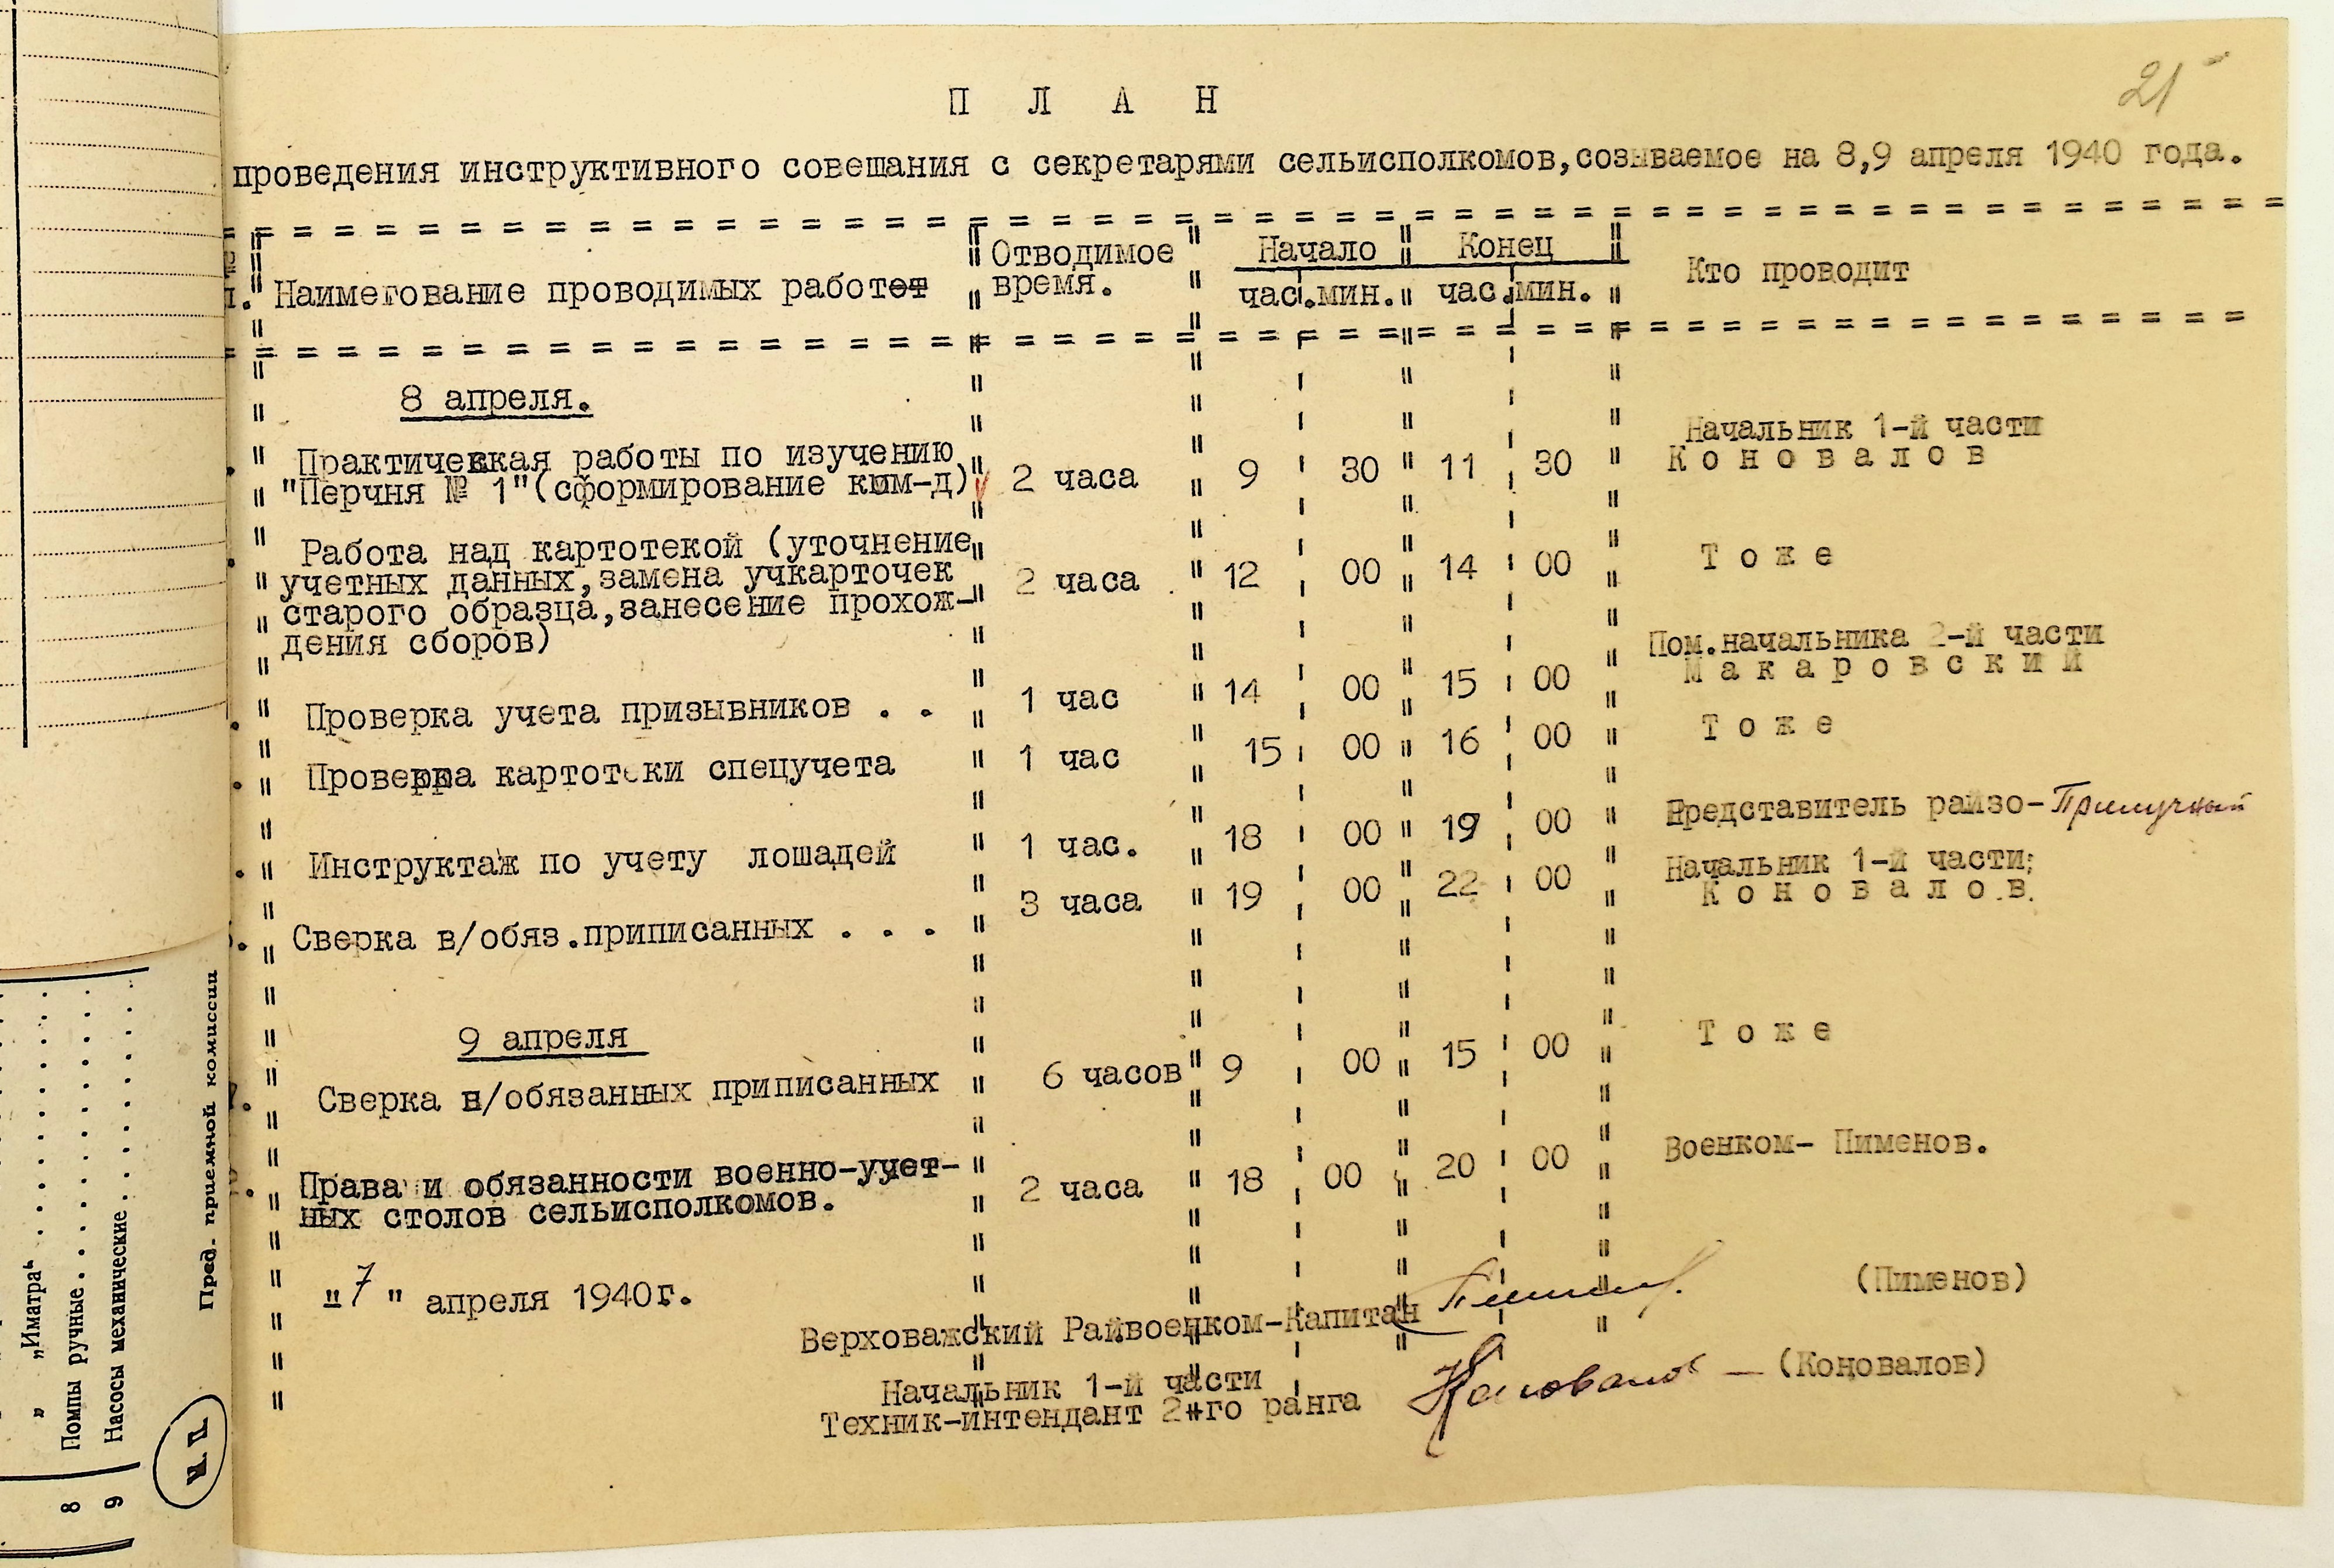 21
П Л А Н
проведения инструктивного совещания с секретарями сельисполкомов,созываемое на 8,9 апреля 1940 года.
Наименование проводимых работет
Отводимое время.
Начало
час.мин.
Конец
час.мин.
Кто проводит
8 апреля.
Практическая работы по изучению
"Перчня № 1"(сформирование ком-д)
2 часа 9 30 11 30
Начальник 1-й части
К о н о в а л о в
Работа над картотекой (уточнение
учетных данных,замена учкарточек
старого образца,занесение прохож-
дения сборов)
2 часа 12 00 14 00 Т о ж е
Проверка учета призывников . .
1 час 14 00 15 00
Пом.начальника 2-й части
М а к а р о в с к и й
Проверка картотеки спецучета
1 час 15 00 16 00 Т о ж е
Инструктаж по учету лошадей
1 час. 18 00 19 00 Представитель райзо-
Сверка в/обяз.приписанных . . .
3 часа 19 00 22 00
Начальник 1-й части;
К о н о в а л о .в.
9 апреля
Сверка в/обязанных приписанных
6 часов 9 00 15 00 Т о ж е
Права и обязанности военно-учет-
ных столов сельисполкомов.
2 часа 18 00 20 00 Военком- Пименов.
"7" апреля 1940г.
Верховажский Райвоенком-Капитан (Пименов)
Начальник 1-й части
Техник-интендант 2-го ранга Коновалов — (Коновалов)
" „Иматра“
8 Помпы ручные
9 Насосы механические
Пред. приемной комиссии
М. П.